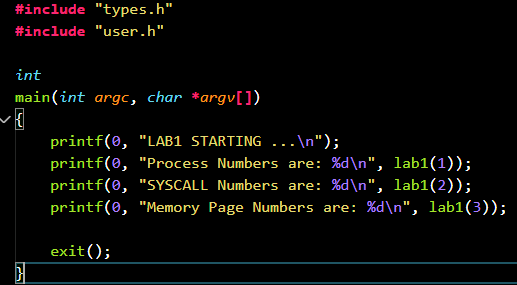 #include "types.h"
#include "user.h"
int
main(int argc, char *argv[])
{
printf(0, "LAB1 STARTING ...\n");
printf(0, "Process Numbers are: %d\n", lab1(1));
printf(0, "SYSCALL Numbers are: %d\n", lab1(2));
printf(0, "Memory Page Numbers are: %d\n", lab1(3));
exit();
}